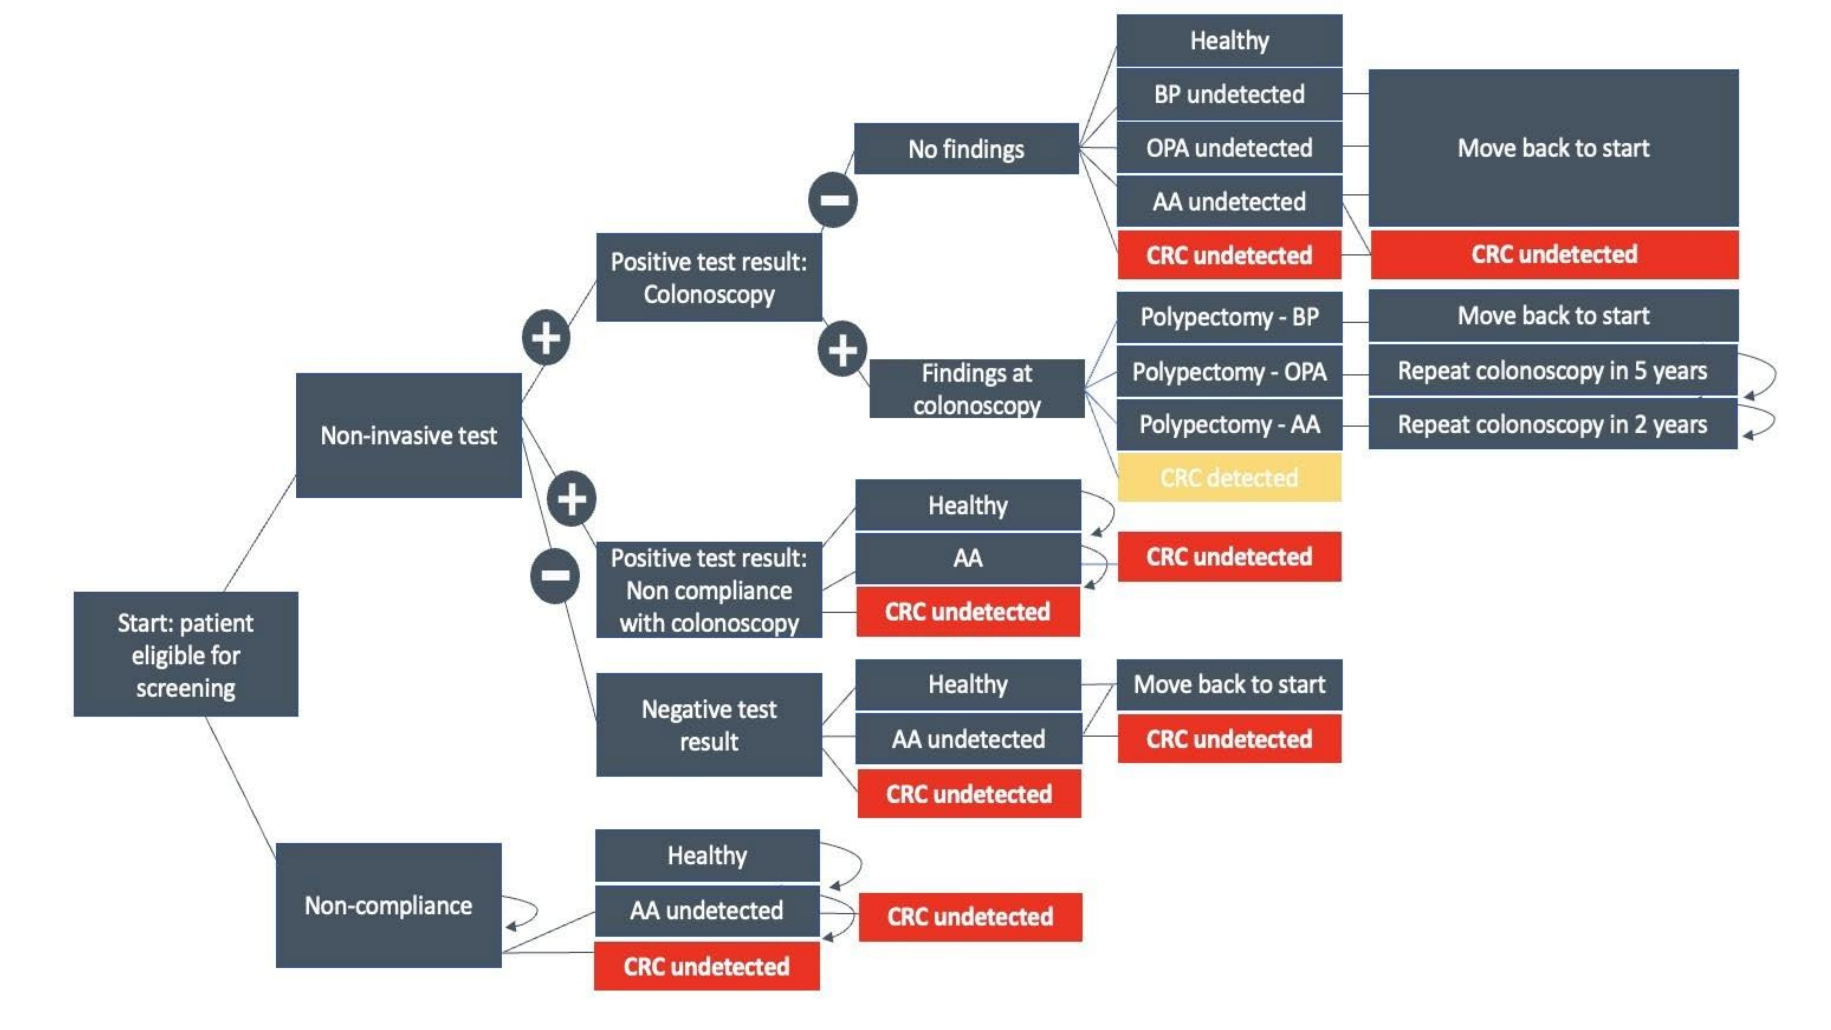 Healthy
BP undetected
OPA undetected
AA undetected
CRC undetected
Move back to start
CRC undetected
No findings
Positive test result:
Colonoscopy
Polypectomy - BP
Polypectomy - OPA
Polypectomy - AA
CRC detected
Move back to start
Repeat colonoscopy in 5 years
Repeat colonoscopy in 2 years
Findings at
colonoscopy
Non-invasive test
Healthy
AA
CRC undetected
CRC undetected
Positive test result:
Non compliance
with colonoscopy
Start: patient
eligible for
screening
Negative test
result
Healthy
AA undetected
CRC undetected
Move back to start
CRC undetected
Non-compliance
Healthy
AA undetected
CRC undetected
CRC undetected